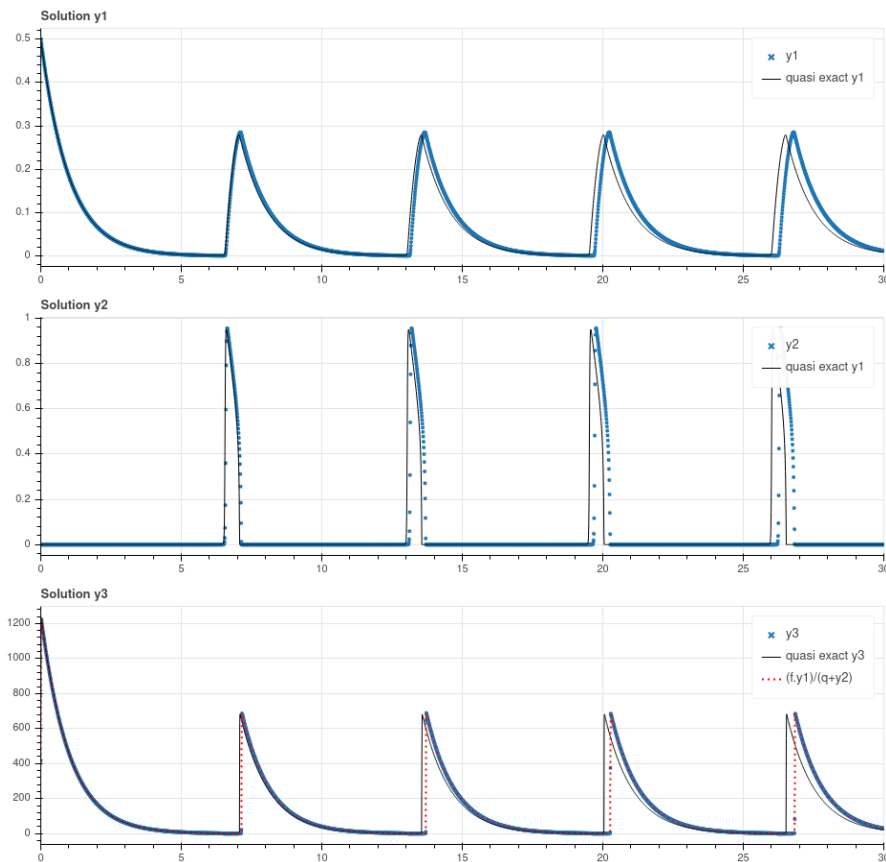 Solution y1
0.5
0.4
0.3
0.2
0.1
0
0 5 10 15 20 25 30
y1
quasi exact y1
Solution y2
1
0.8
0.6
0.4
0.2
0
0 5 10 15 20 25 30
y2
quasi exact y1
Solution y3
1200
1000
800
600
400
200
0
0 5 10 15 20 25 30
y3
quasi exact y3
(f.y1)/(q+y2)